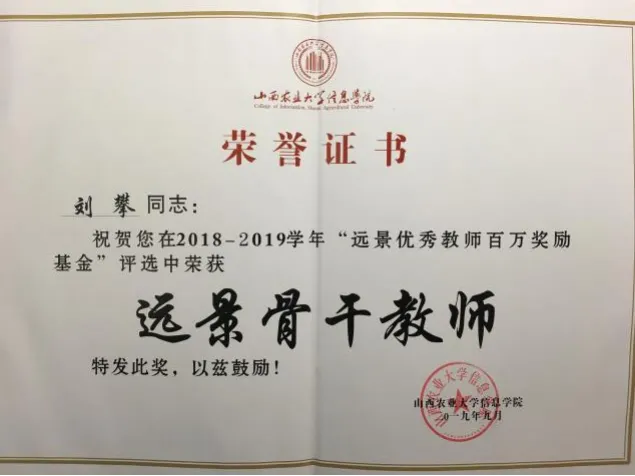 山西农业大学信息学院
College of Information, Shanxi Agricultural University
荣誉证书
刘攀同志：
祝贺您在2018-2019学年“远景优秀教师百万奖励
基金”评选中荣获
远景骨干教师
特发此奖，以兹鼓励！
山西农业大学信息学院
二〇一九年九月